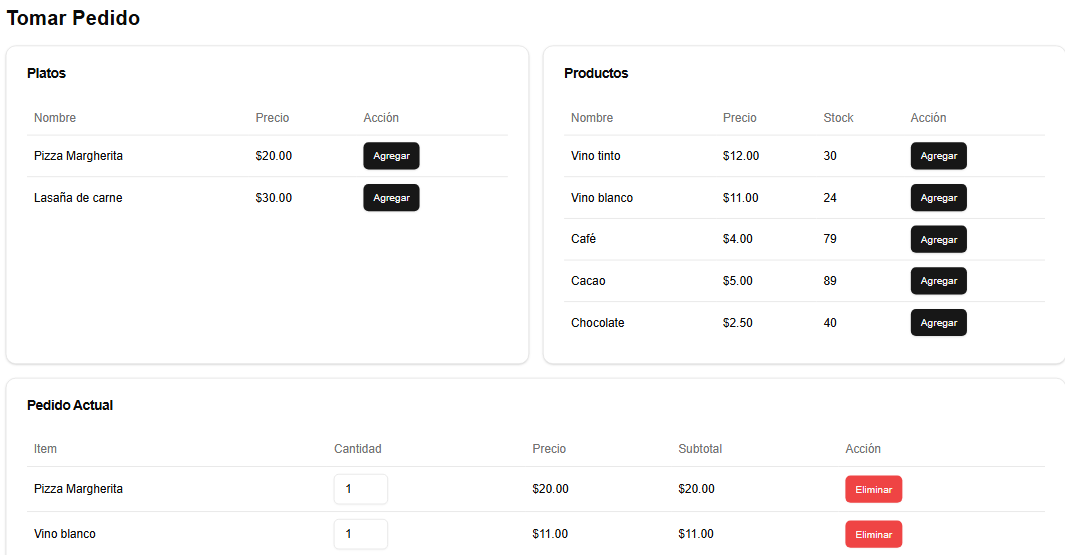 Tomar Pedido
Platos
Nombre Precio Acción
Pizza Margherita $20.00 Agregar
Lasaña de carne $30.00 Agregar
Productos
Nombre Precio Stock Acción
Vino tinto $12.00 30 Agregar
Vino blanco $11.00 24 Agregar
Café $4.00 79 Agregar
Cacao $5.00 89 Agregar
Chocolate $2.50 40 Agregar
Pedido Actual
Item Cantidad Precio Subtotal Acción
Pizza Margherita 1 $20.00 $20.00 Eliminar
Vino blanco 1 $11.00 $11.00 Eliminar